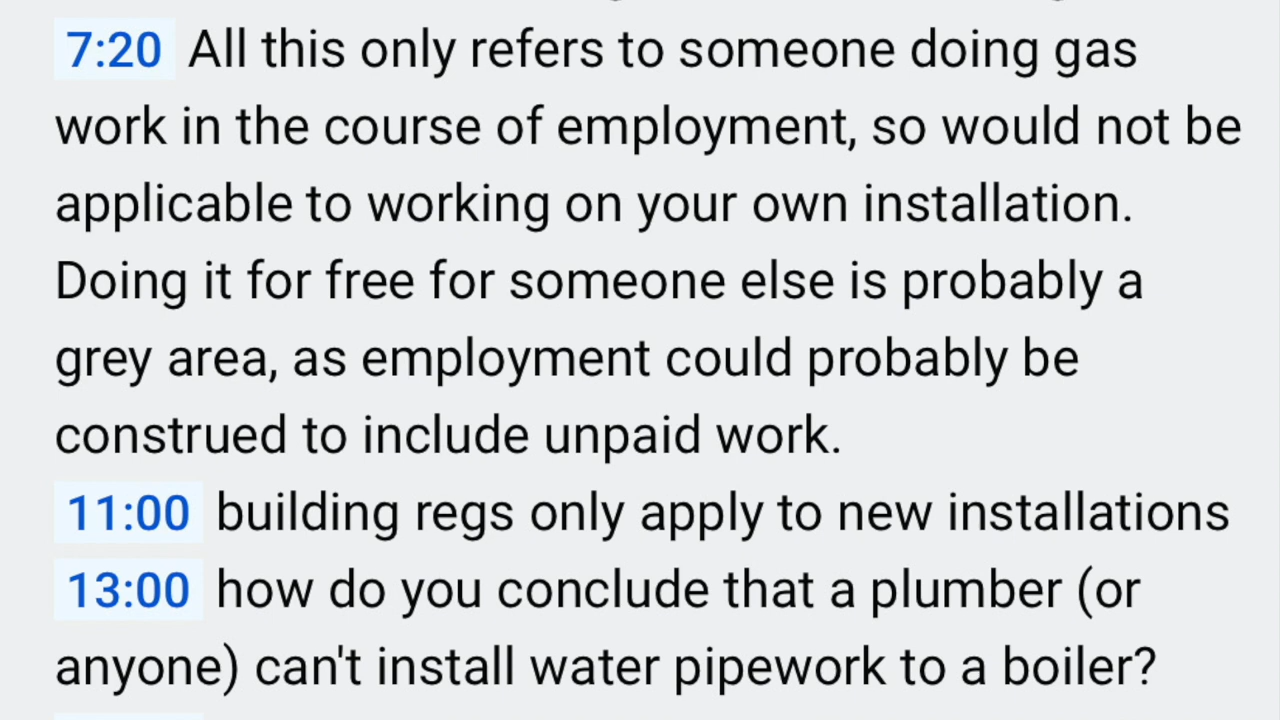 7:20 All this only refers to someone doing gas
work in the course of employment, so would not be
applicable to working on your own installation.
Doing it for free for someone else is probably a
grey area, as employment could probably be
construed to include unpaid work.
11:00 building regs only apply to new installations
13:00 how do you conclude that a plumber (or
anyone) can't install water pipework to a boiler?